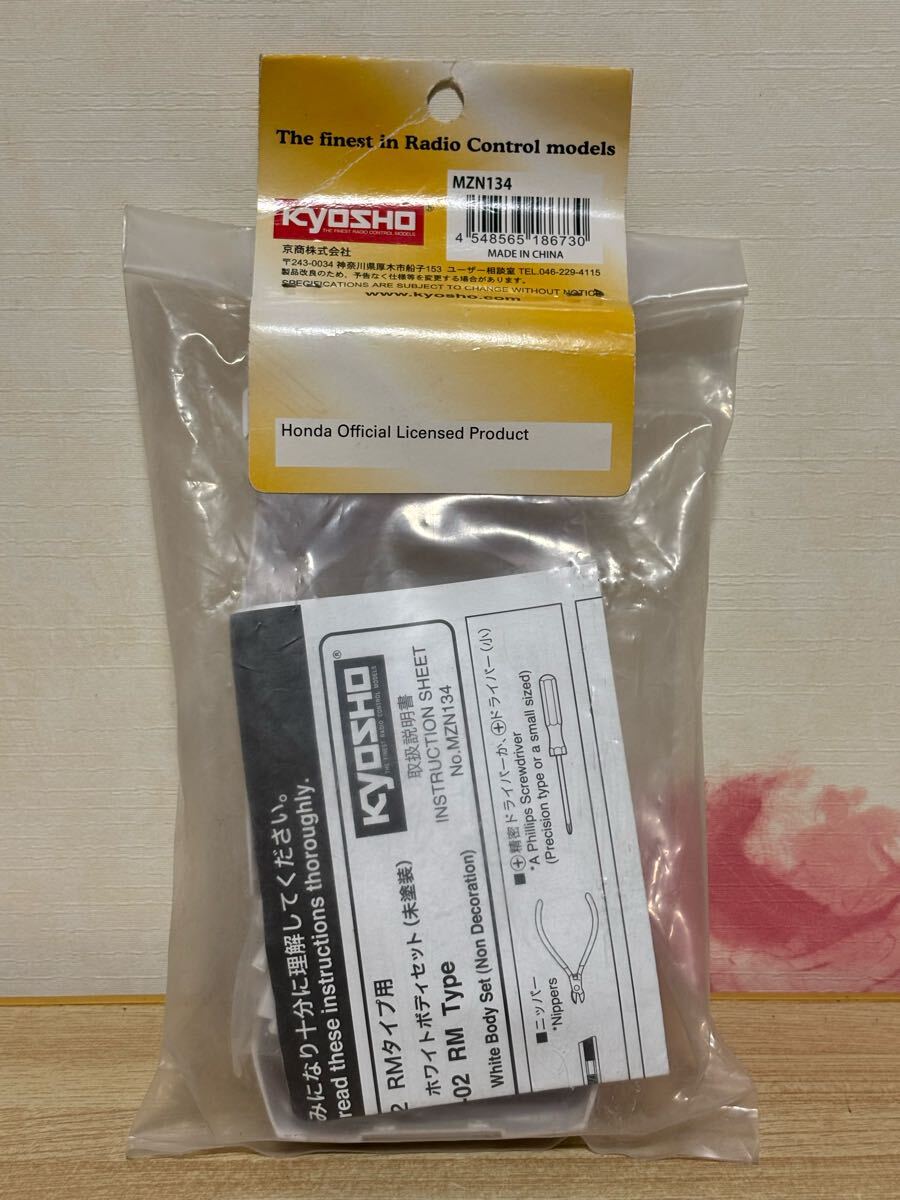 The finest in Radio Control models
MZN134
KYOSHO®
THE FINEST RADIO CONTROL MODELS
4 548565 186730
MADE IN CHINA
京商株式会社
〒243-0034 神奈川県厚木市船子153 ユーザー相談室 TEL.046-229-4115
製品改良のため、予告なく仕様等を変更する場合があります。
SPECIFICATIONS ARE SUBJECT TO CHANGE WITHOUT NOTICE
www.kyosho.com
Honda Official Licensed Product
みになり十分に理解してください。
read these instructions thoroughly.
KYOSHO®
THE FINEST RADIO CONTROL MODELS
取扱説明書
INSTRUCTION SHEET
No.MZN134
2 RMタイプ用
ホワイトボディセット(未塗装)
-02 RM Type
White Body Set (Non Decoration)
■⊕精密ドライバーか、⊕ドライバー(小)
*A Phillips Screwdriver
(Precision type or a small sized)
■ニッパー
*Nippers